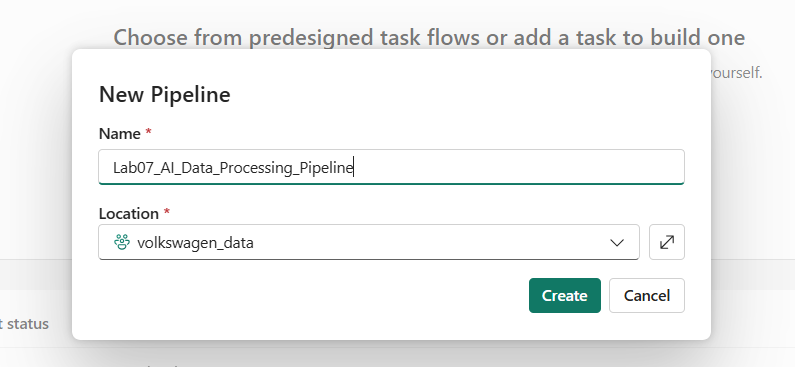 Choose from predesigned task flows or add a task to build one
yourself.
New Pipeline
Name *
Lab07_AI_Data_Processing_Pipeline
Location *
volkswagen_data
Create Cancel
t status